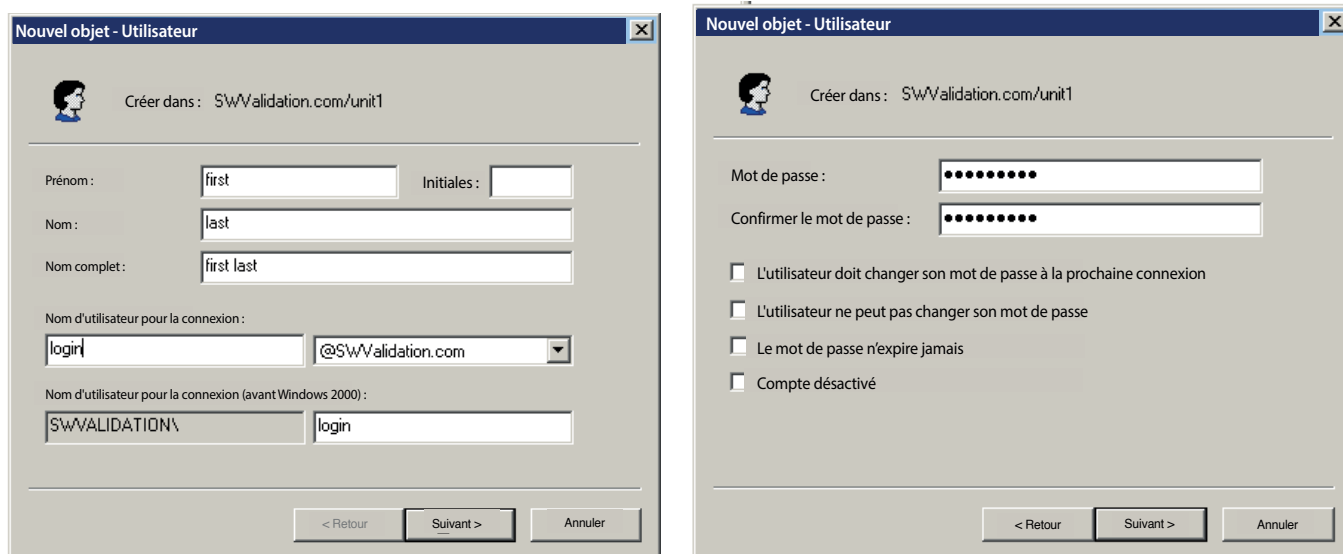 Nouvel objet - Utilisateur
Créer dans : SWValidation.com/unit1
Prénom :
first
Initiales :
Nom :
last
Nom complet :
first last
Nom d'utilisateur pour la connexion :
login
@SWValidation.com
Nom d'utilisateur pour la connexion (avant Windows 2000) :
SWVALIDATION\
login
< Retour
Suivant >
Annuler
Nouvel objet - Utilisateur
Créer dans : SWValidation.com/unit1
Mot de passe :
•••••••••
Confirmer le mot de passe :
•••••••••
L'utilisateur doit changer son mot de passe à la prochaine connexion
L'utilisateur ne peut pas changer son mot de passe
Le mot de passe n’expire jamais
Compte désactivé
< Retour
Suivant >
Annuler